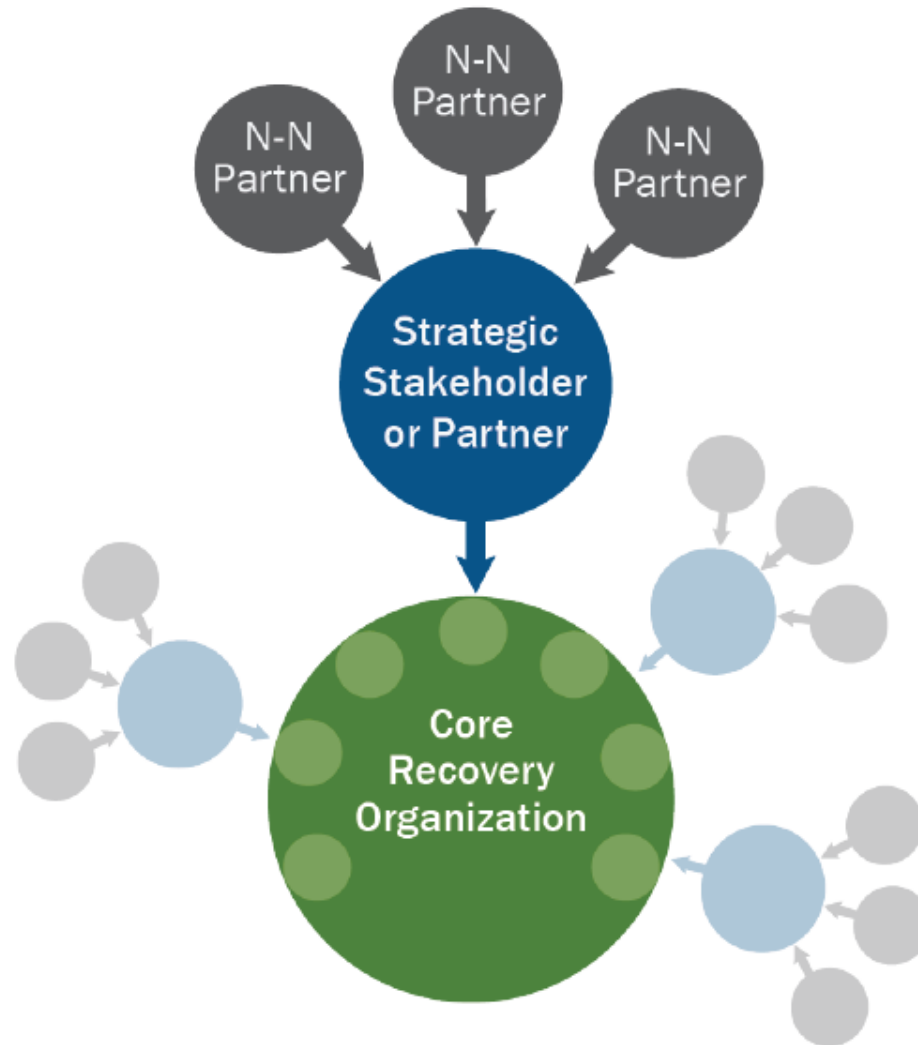 N-N
Partner
N-N
Partner
N-N
Partner
Strategic
Stakeholder
or Partner
Core
Recovery
Organization